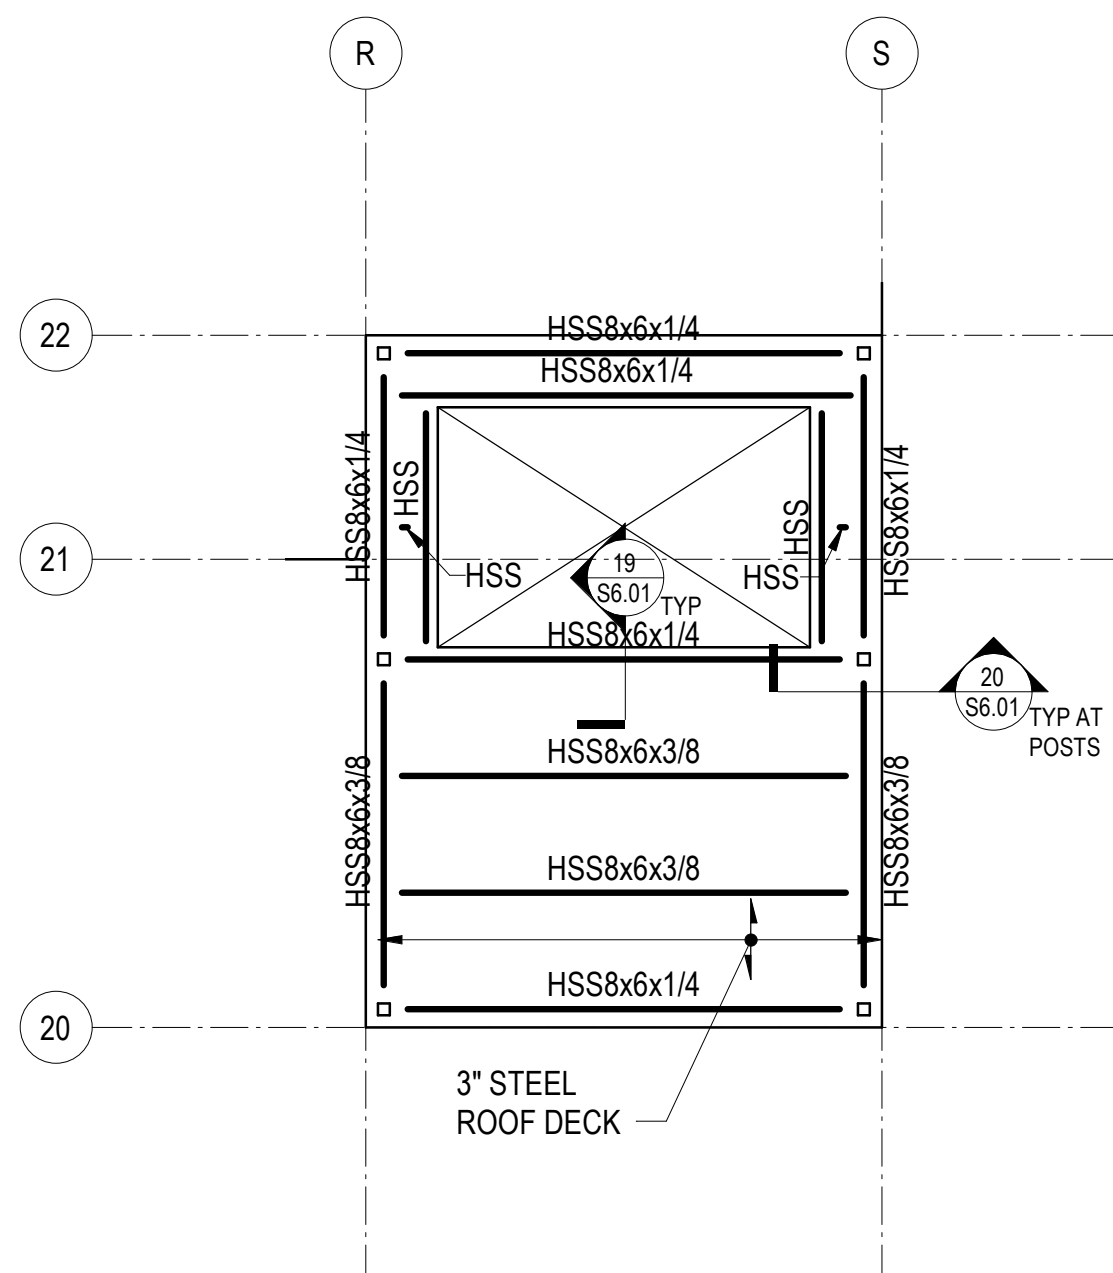 R
S
22
HSS8x6x1/4
HSS8x6x1/4
HSS8x6x1/4
HSS
HSS
HSS8x6x1/4
21
HSS
19
S6.01
TYP
HSS
HSS8x6x1/4
20
S6.01
TYP AT
POSTS
HSS8x6x3/8
HSS8x6x3/8
HSS8x6x3/8
HSS8x6x3/8
HSS8x6x1/4
20
3" STEEL
ROOF DECK